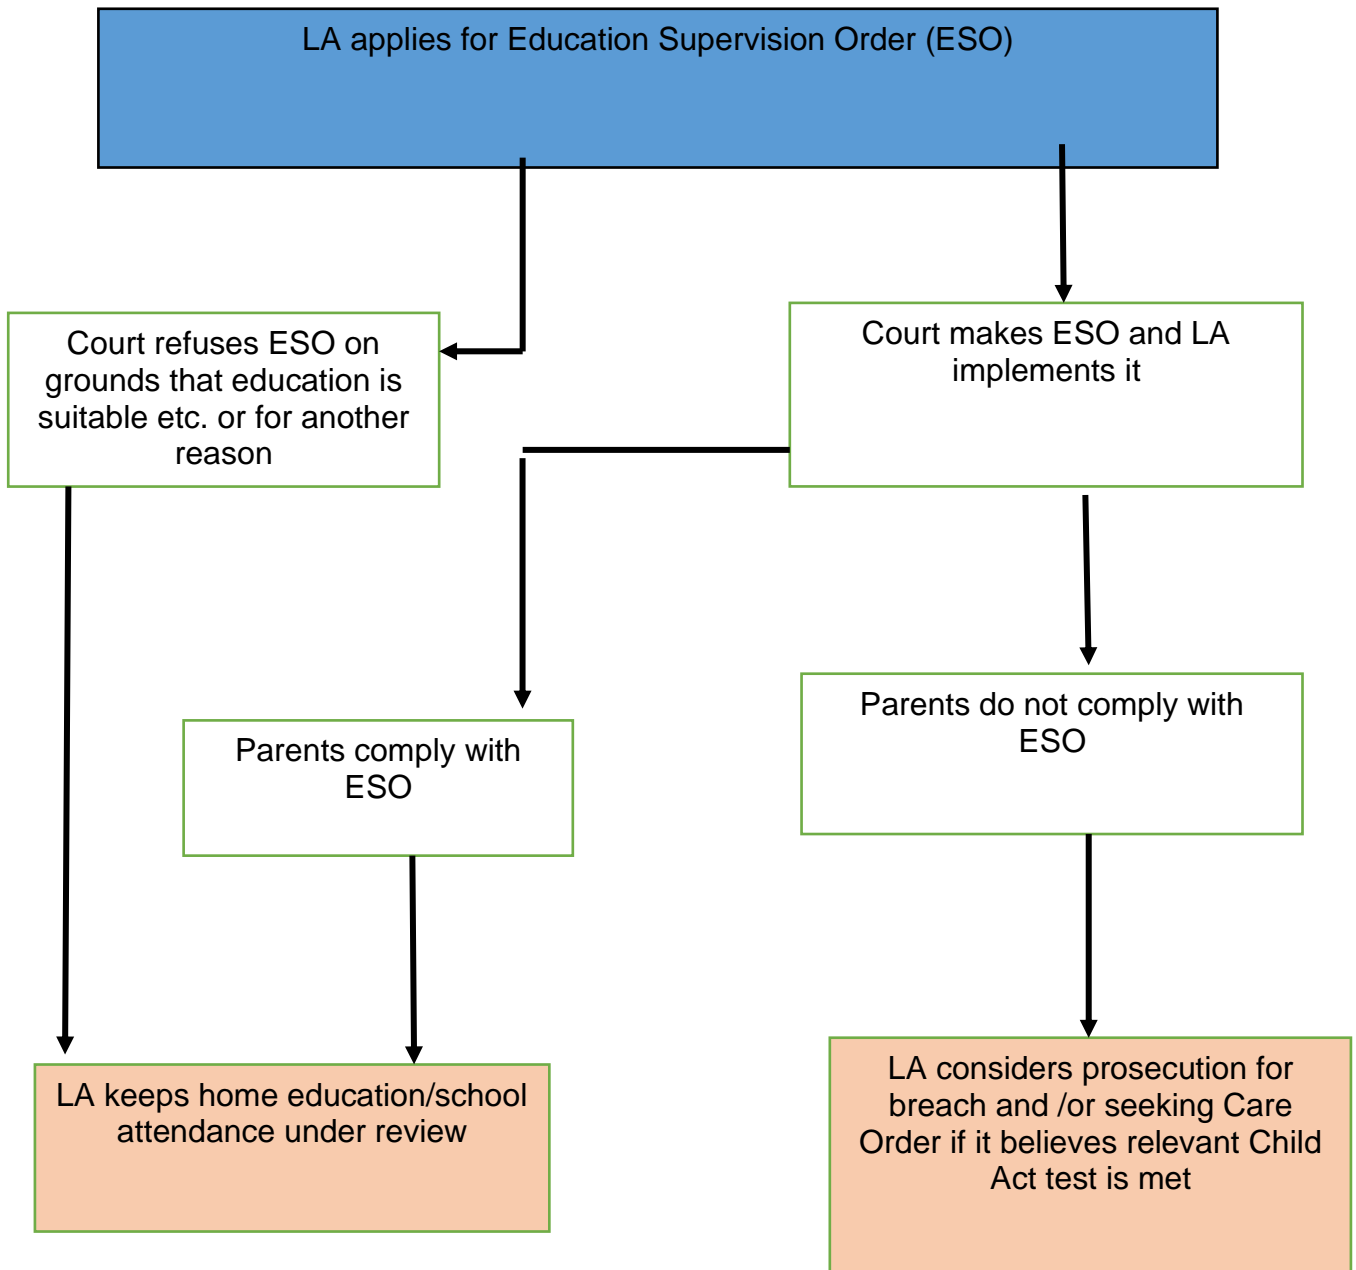 LA applies for Education Supervision Order (ESO)
Court refuses ESO on
grounds that education is
suitable etc. or for another
reason
Court makes ESO and LA
implements it
Parents comply with
ESO
Parents do not comply with
ESO
LA keeps home education/school
attendance under review
LA considers prosecution for
breach and /or seeking Care
Order if it believes relevant Child
Act test is met